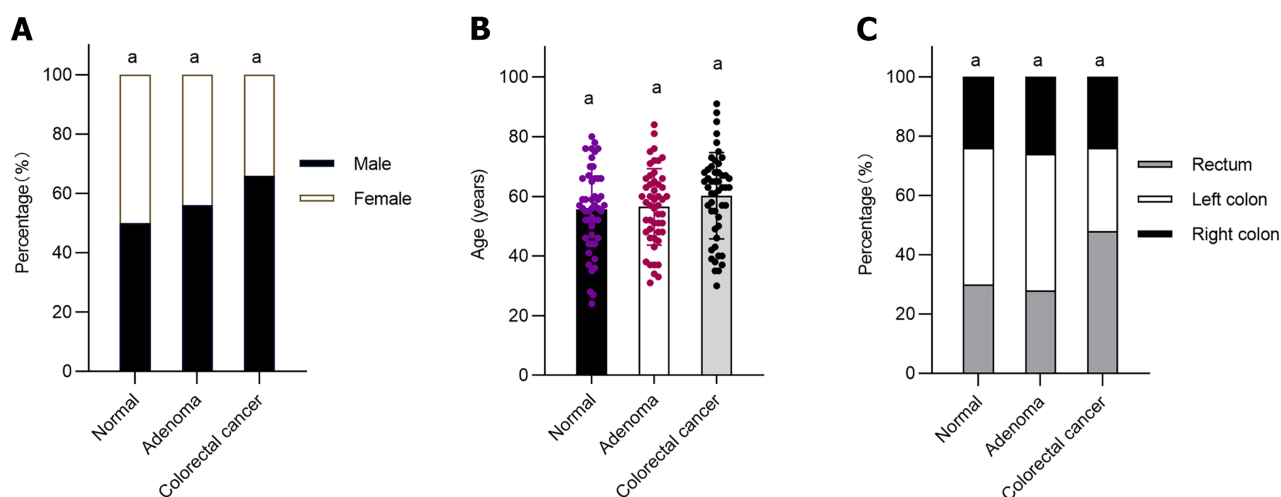 A
a a a
Percentage(%)
100
80
60
40
20
0
Normal
Adenoma
Colorectal cancer
Male
Female
B
a a a
Age (years)
100
80
60
40
20
0
Normal
Adenoma
Colorectal cancer
C
a a a
Percentage(%)
100
80
60
40
20
0
Normal
Adenoma
Colorectal cancer
Rectum
Left colon
Right colon